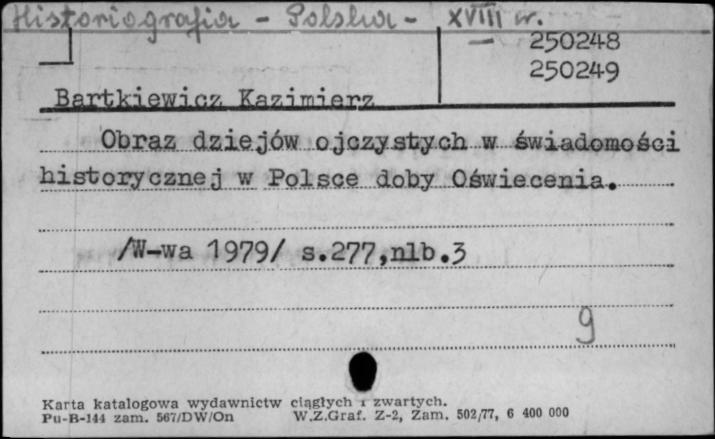 Historiografia - Polska - XVIII w.
250248
250249
Bartkiewicz Kazimierz
Obraz dziejów ojczystych w świadomości
historycznej w Polsce doby Oświecenia.
/W-wa 1979/ s.277,nlb.3
9
Karta katalogowa wydawnictw ciągłych i zwartych.
Pu-B-144 zam. 567/DW/On W.Z.Graf. Z-2, Zam. 502/77, 6 400 000